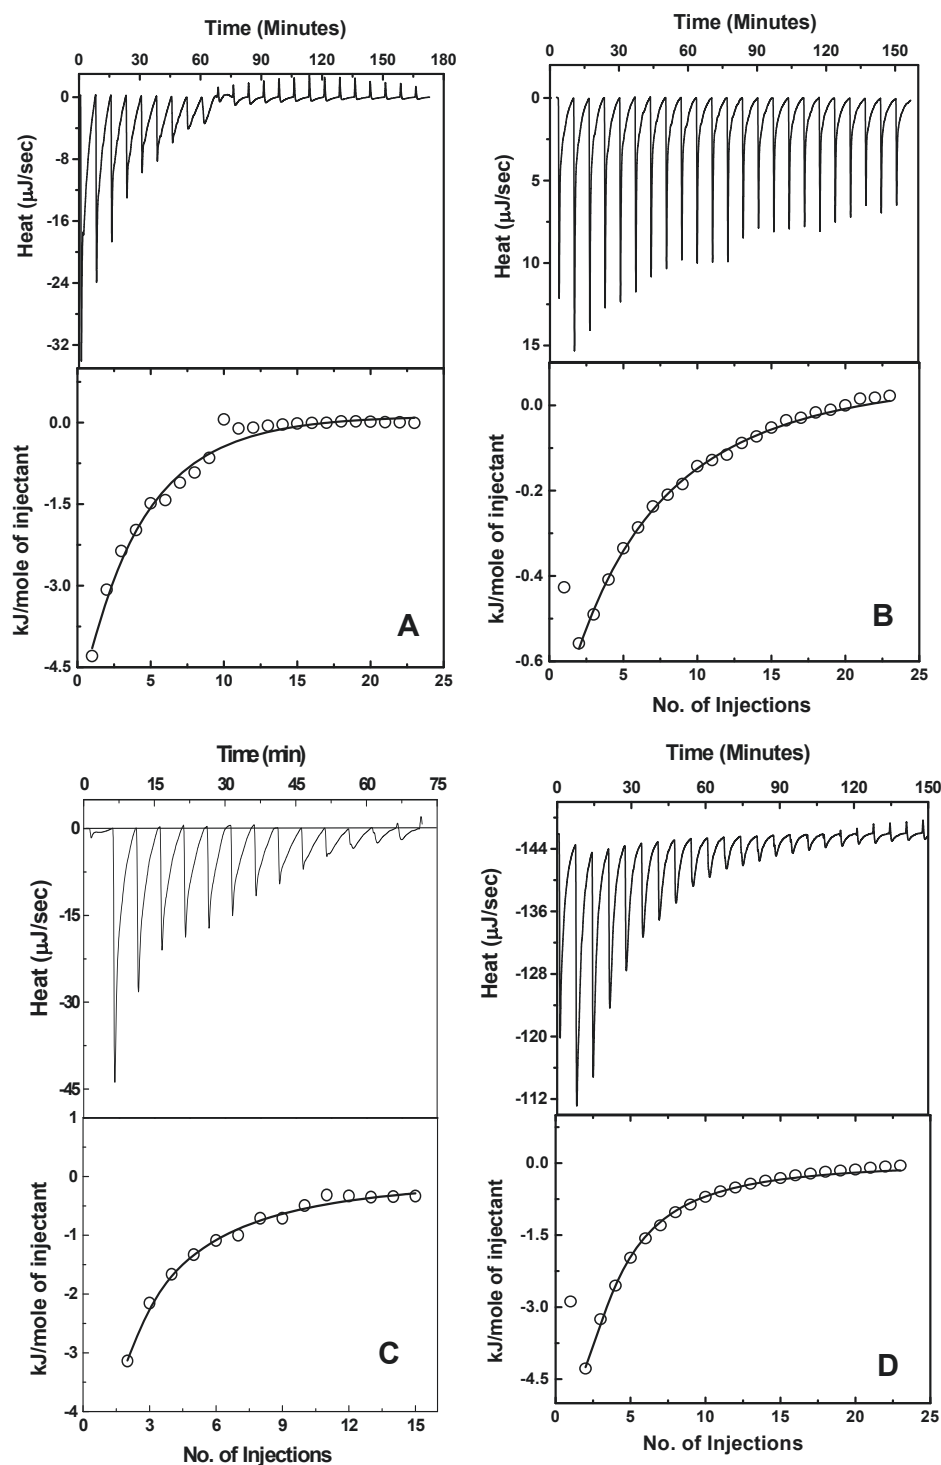 Time (Minutes)
0 30 60 90 120 150 180
Heat (µJ/sec)
0
-8
-16
-24
-32
kJ/mole of injectant
0.0
-1.5
-3.0
-4.5
A
0 5 10 15 20 25
Time (Minutes)
0 30 60 90 120 150
Heat (µJ/sec)
0
5
10
15
kJ/mole of injectant
0.0
-0.2
-0.4
-0.6
B
0 5 10 15 20 25
No. of Injections
Time (min)
0 15 30 45 60 75
Heat (µJ/sec)
0
-15
-30
-45
kJ/mole of injectant
1
0
-1
-2
-3
-4
C
0 3 6 9 12 15
No. of Injections
Time (Minutes)
0 30 60 90 120 150
Heat (µJ/sec)
-144
-136
-128
-120
-112
kJ/mole of injectant
0.0
-1.5
-3.0
-4.5
D
0 5 10 15 20 25
No. of Injections